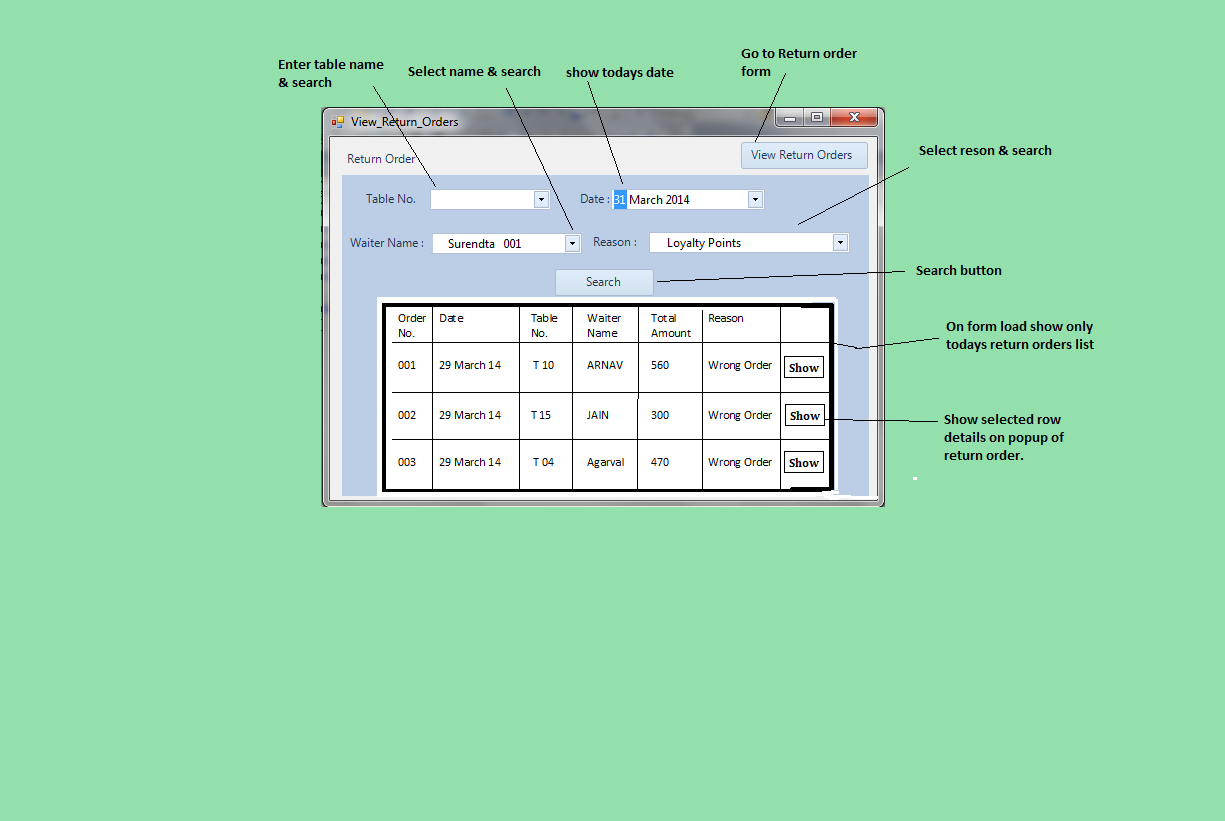 Go to Return order
form
Enter table name
& search
Select name & search
show todays date
View_Return_Orders
Return Order
View Return Orders
Select reson & search
Table No.
Date : 31 March 2014
Waiter Name : Surendta 001
Reason : Loyalty Points
Search
Search button
Order No. Date Table No. Waiter Name Total Amount Reason
001 29 March 14 T 10 ARNAV 560 Wrong Order Show
002 29 March 14 T 15 JAIN 300 Wrong Order Show
003 29 March 14 T 04 Agarval 470 Wrong Order Show
On form load show only
todays return orders list
Show selected row
details on popup of
return order.